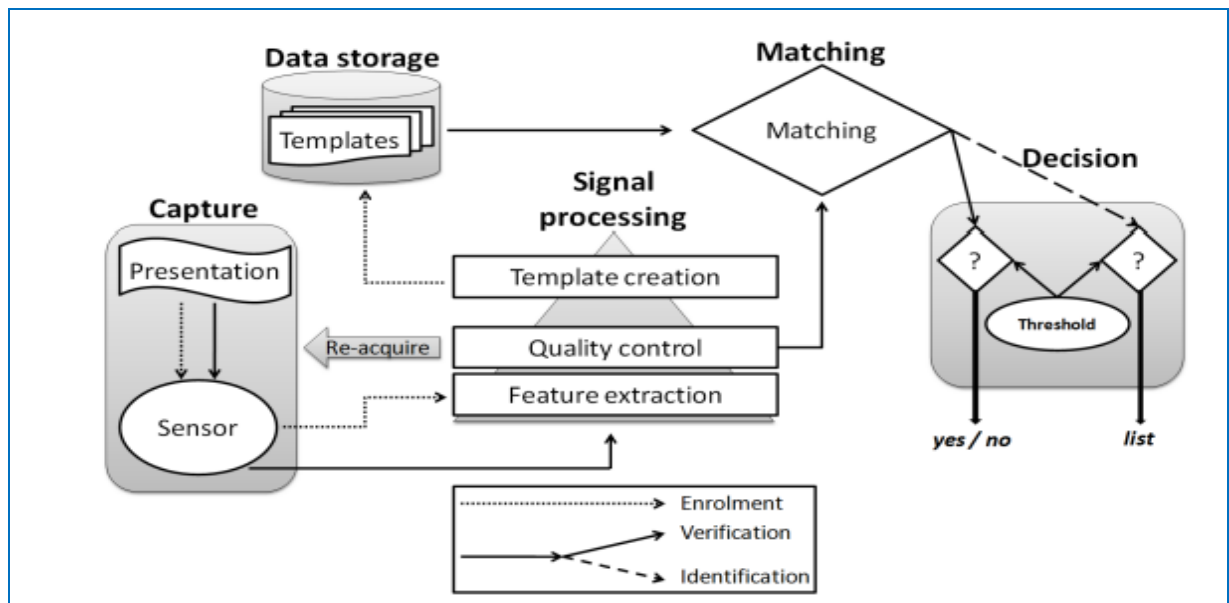 Data storage
Templates
Matching
Matching
Decision
?
?
Threshold
yes / no
list
Capture
Presentation
Sensor
Signal
processing
Template creation
Quality control
Feature extraction
Re-acquire
Enrolment
Verification
Identification